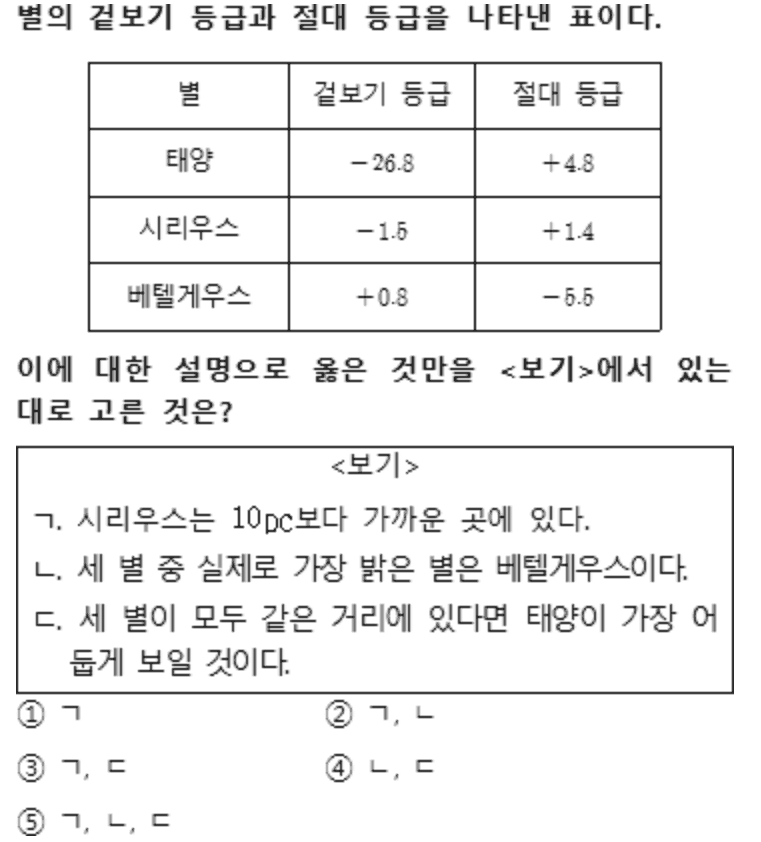 별의 겉보기 등급과 절대 등급을 나타낸 표이다.
별 겉보기 등급 절대 등급
태양 −26.8 +4.8
시리우스 −1.5 +1.4
베텔게우스 +0.8 −5.5
이에 대한 설명으로 옳은 것만을 <보기>에서 있는
대로 고른 것은?
<보기>
ㄱ. 시리우스는 10pc보다 가까운 곳에 있다.
ㄴ. 세 별 중 실제로 가장 밝은 별은 베텔게우스이다.
ㄷ. 세 별이 모두 같은 거리에 있다면 태양이 가장 어
둡게 보일 것이다.
① ㄱ ② ㄱ, ㄴ
③ ㄱ, ㄷ ④ ㄴ, ㄷ
⑤ ㄱ, ㄴ, ㄷ